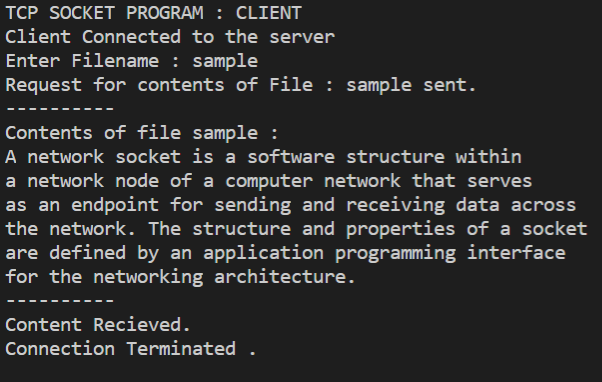 TCP SOCKET PROGRAM : CLIENT
Client Connected to the server
Enter Filename : sample
Request for contents of File : sample sent.
----------
Contents of file sample :
A network socket is a software structure within
a network node of a computer network that serves
as an endpoint for sending and receiving data across
the network. The structure and properties of a socket
are defined by an application programming interface
for the networking architecture.
----------
Content Recieved.
Connection Terminated .